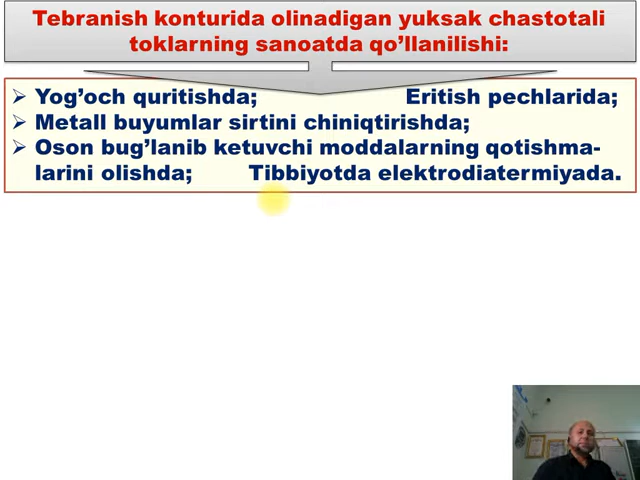 Tebranish konturida olinadigan yuksak chastotali
toklarning sanoatda qo’llanilishi:
➢ Yog’och quritishda; Eritish pechlarida;
➢ Metall buyumlar sirtini chiniqtirishda;
➢ Oson bug’lanib ketuvchi moddalarning qotishma-
larini olishda; Tibbiyotda elektrodiatermiyada.